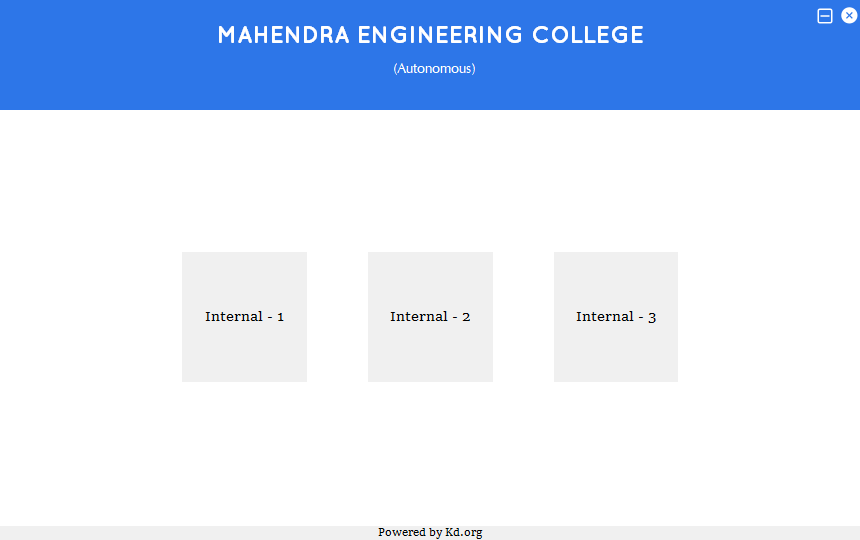 MAHENDRA ENGINEERING COLLEGE
(Autonomous)
Internal - 1
Internal - 2
Internal - 3
Powered by Kd.org